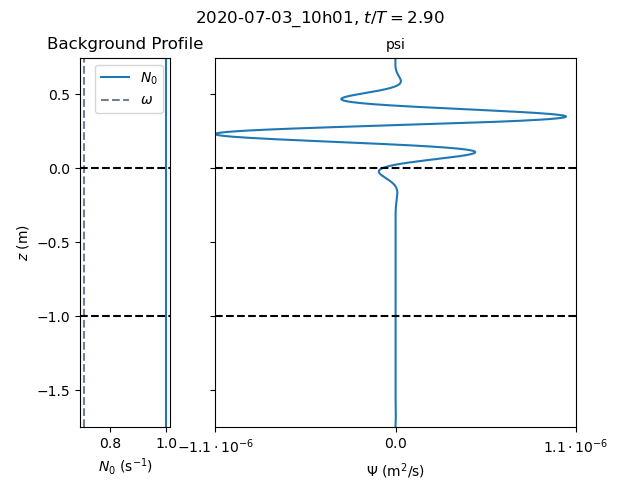 2020-07-03_10h01, t/T = 2.90
Background Profile
psi
N₀
ω
0.5
0.0
−0.5
−1.0
−1.5
z (m)
0.8
1.0
N₀ (s⁻¹)
−1.1 · 10⁻⁶
0.0
1.1 · 10⁻⁶
Ψ (m²/s)